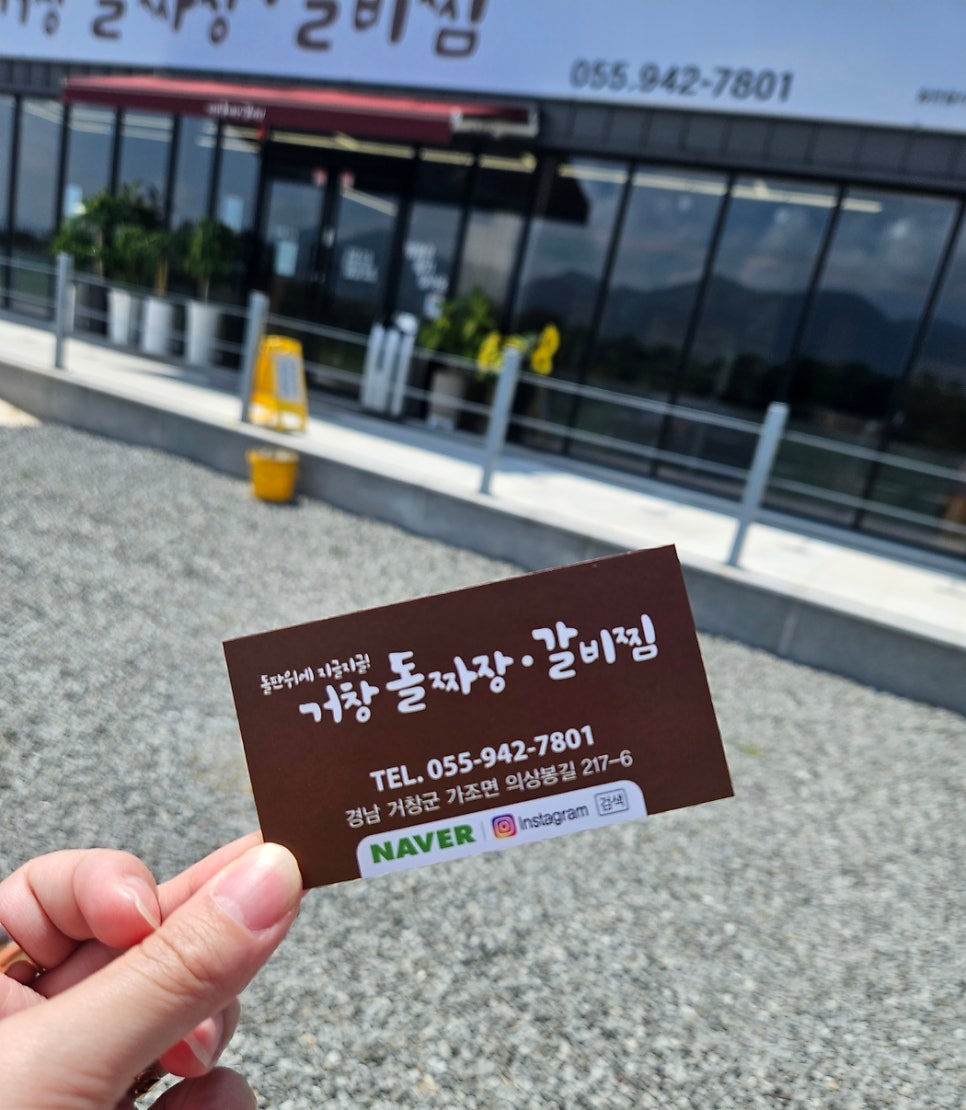 돌짜장·갈비찜
055.942-7801
돌판위에 지글지글!
거창 돌짜장·갈비찜
TEL. 055-942-7801
경남 거창군 가조면 의상봉길 217-6
NAVER Instagram 검색